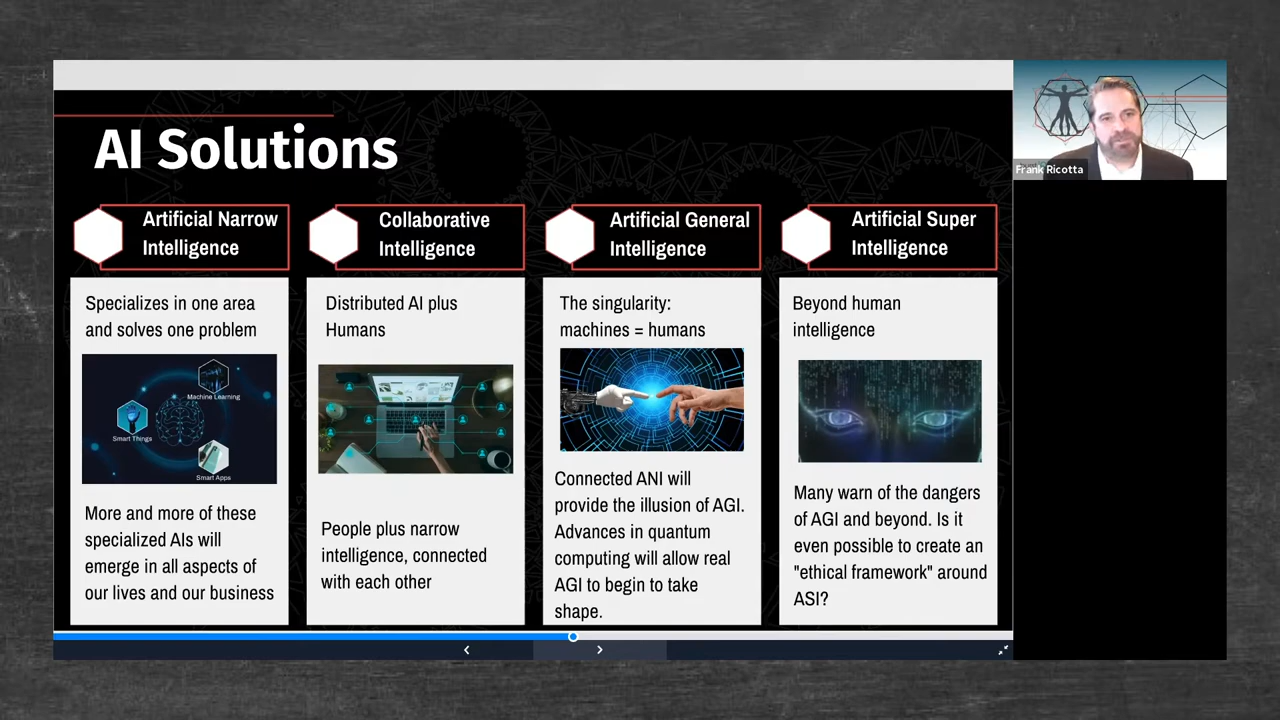 AI Solutions
Artificial Narrow
Intelligence
Specializes in one area
and solves one problem
Machine Learning
Smart Things
Smart Apps
More and more of these
specialized AIs will
emerge in all aspects of
our lives and our business
Collaborative
Intelligence
Distributed AI plus
Humans
People plus narrow
intelligence, connected
with each other
Artificial General
Intelligence
The singularity:
machines = humans
Connected ANI will
provide the illusion of AGI.
Advances in quantum
computing will allow real
AGI to begin to take
shape.
Artificial Super
Intelligence
Beyond human
intelligence
Many warn of the dangers
of AGI and beyond. Is it
even possible to create an
"ethical framework" around
ASI?
Frank Ricotta